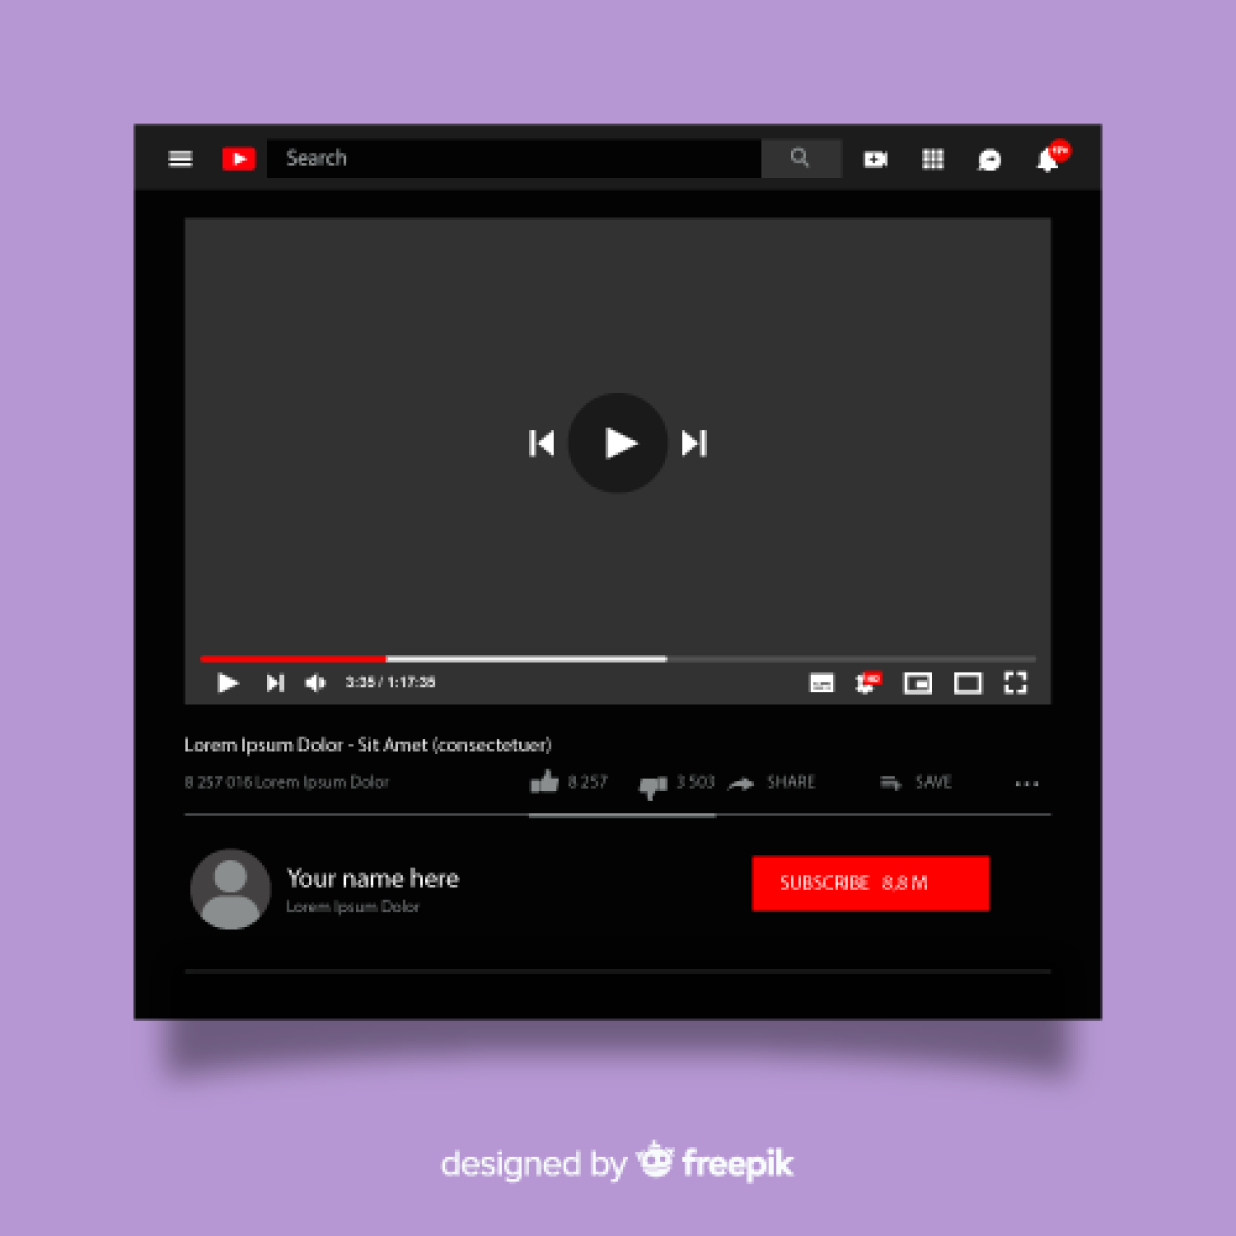 Search
3:35 / 1:17:35
Lorem Ipsum Dolor - Sit Amet (consectetuer)
8 257 016 Lorem Ipsum Dolor 8 257 3 503 SHARE SAVE
Your name here
SUBSCRIBE 8,8 M
Lorem Ipsum Dolor
designed by freepik